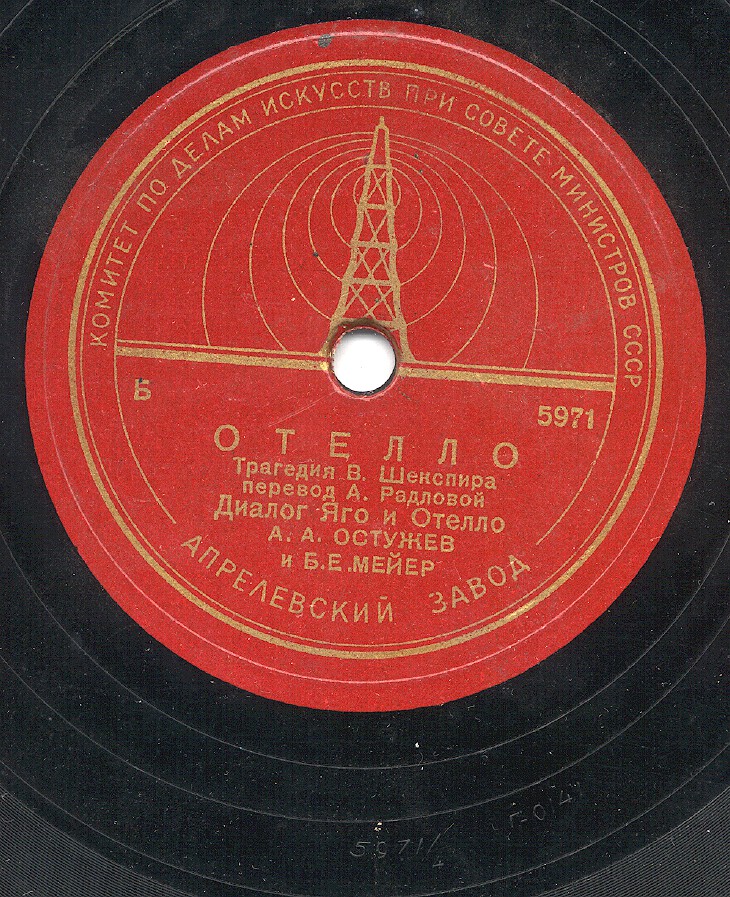 КОМИТЕТ ПО ДЕЛАМ ИСКУССТВ ПРИ СОВЕТЕ МИНИСТРОВ СССР
Б 5971
ОТЕЛЛО
Трагедия В. Шекспира
перевод А. Радловой
Диалог Яго и Отелло
А. А. ОСТУЖЕВ
и Б.Е.МЕЙЕР
АПРЕЛЕВСКИЙ ЗАВОД
5971/